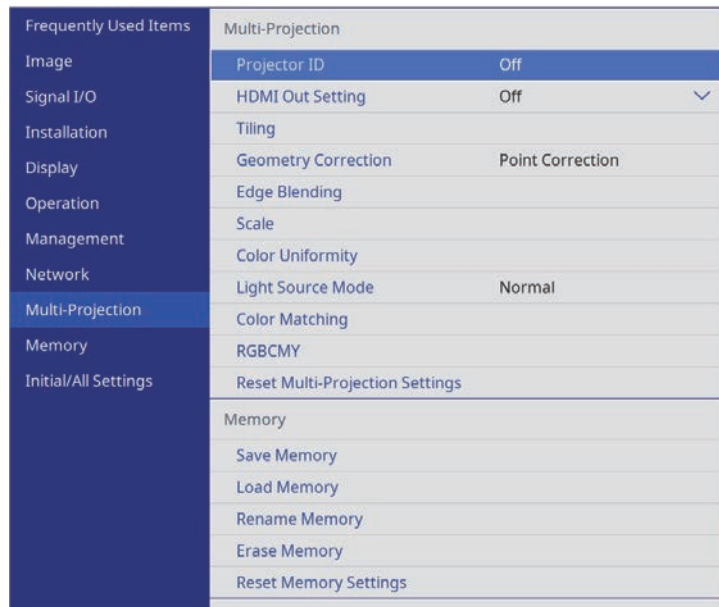 Frequently Used Items
Image
Signal I/O
Installation
Display
Operation
Management
Network
Multi-Projection
Memory
Initial/All Settings
Multi-Projection
Projector ID Off
HDMI Out Setting Off
Tiling
Geometry Correction Point Correction
Edge Blending
Scale
Color Uniformity
Light Source Mode Normal
Color Matching
RGBCMY
Reset Multi-Projection Settings
Memory
Save Memory
Load Memory
Rename Memory
Erase Memory
Reset Memory Settings